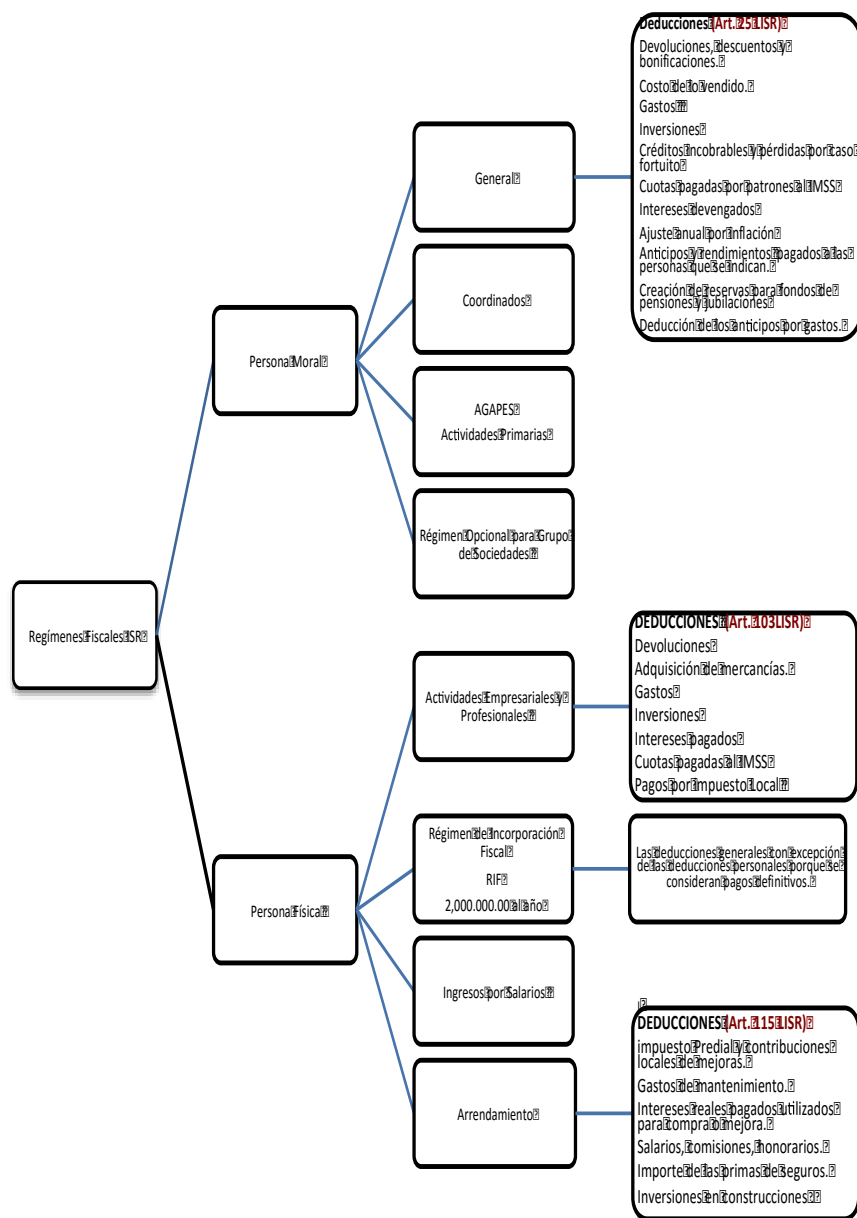 Regímenes Fiscales ISR
Persona Moral
General
Deducciones (Art. 25 LISR)
Devoluciones, descuentos y
bonificaciones.
Costo de lo vendido.
Gastos
Inversiones
Créditos incobrables y pérdidas por caso
fortuito
Cuotas pagadas por patrones al IMSS
Intereses devengados
Ajuste anual por inflación
Anticipos y rendimientos pagados a las
personas que se indican.
Creación de reservas para fondos de
pensiones y jubilaciones
Deducción de los anticipos por gastos.
Coordinados
AGAPES
Actividades Primarias
Régimen Opcional para Grupo
de Sociedades
Persona Física
Actividades Empresariales y
Profesionales
DEDUCCIONES (Art. 103LISR)
Devoluciones
Adquisición de mercancías.
Gastos
Inversiones
Intereses pagados
Cuotas pagadas al IMSS
Pagos por impuesto Local
Régimen de Incorporación
Fiscal
RIF
2,000.000.00 al año
Las deducciones generales con excepción
de las deducciones personales porque se
consideran pagos definitivos.
Ingresos por Salarios
Arrendamiento
DEDUCCIONES (Art. 115 LISR)
impuesto Predial y contribuciones
locales de mejoras.
Gastos de mantenimiento.
Intereses reales pagados utilizados
para compra o mejora.
Salarios, comisiones, honorarios.
Importe de las primas de seguros.
Inversiones en construcciones